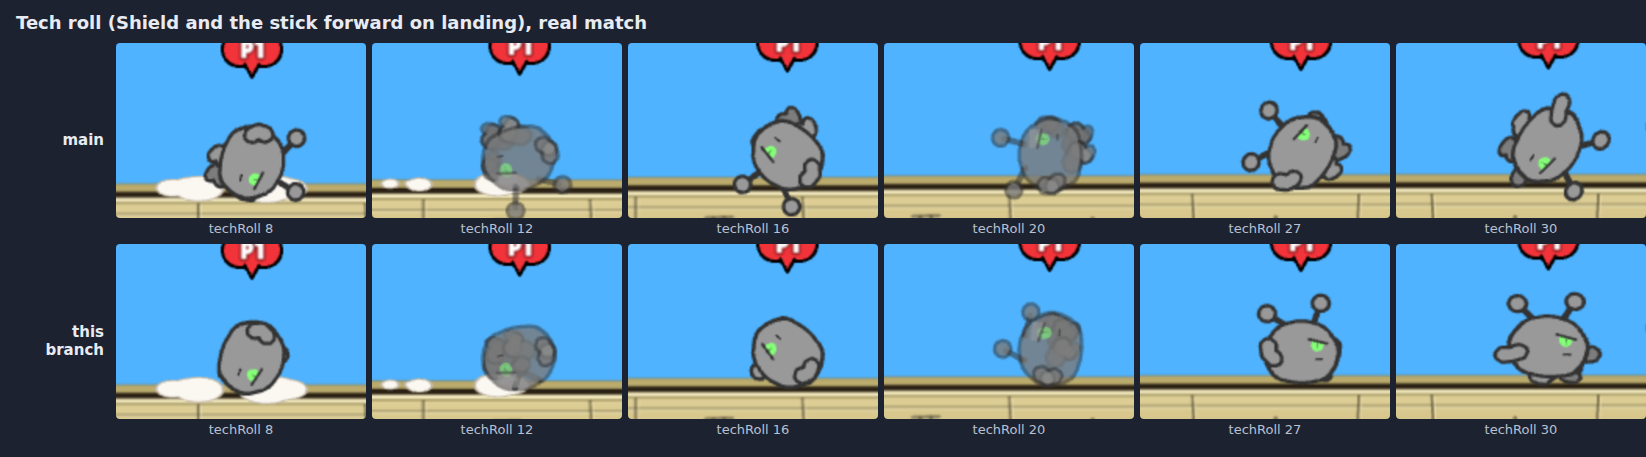 Tech roll (Shield and the stick forward on landing), real match
P1 P1 P1 P1 P1 P1
main
techRoll 8 techRoll 12 techRoll 16 techRoll 20 techRoll 27 techRoll 30
P1 P1 P1 P1 P1 P1
this
branch
techRoll 8 techRoll 12 techRoll 16 techRoll 20 techRoll 27 techRoll 30